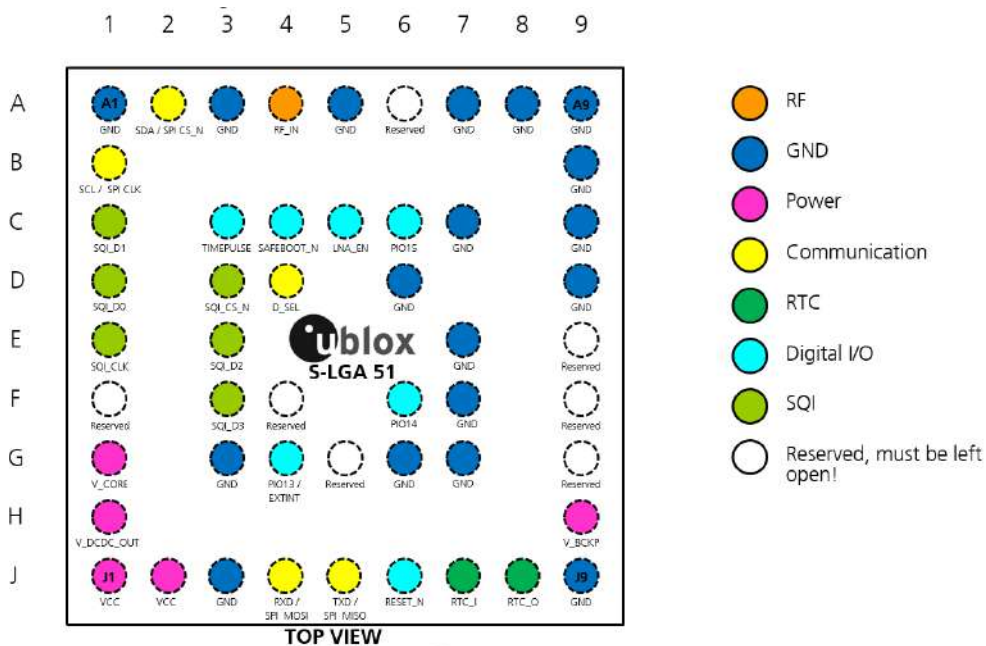 1 2 3 4 5 6 7 8 9
A A1 A9 RF
GND SDA / SPI CS_N GND RF_IN GND Reserved GND GND GND
B GND
SCL / SPI CLK GND
Power
C
SQI_D1 TIMEPULSE SAFEBOOT_N LNA_EN PIO15 GND GND
Communication
D
SQI_D0 SQI_CS_N D_SEL GND GND
RTC
E ublox
SQI_CLK SQI_D2 GND Reserved
Digital I/O
S-LGA 51
F SQI
Reserved SQI_D3 Reserved PIO14 GND Reserved
G Reserved, must be left
open!
V_CORE GND PIO13 / Reserved GND GND Reserved
EXTINT
H
V_DCDC_OUT V_BCKP
J J1 J9
VCC VCC GND RXD / TXD / RESET_N RTC_I RTC_O GND
SPI MOSI SPI MISO
TOP VIEW